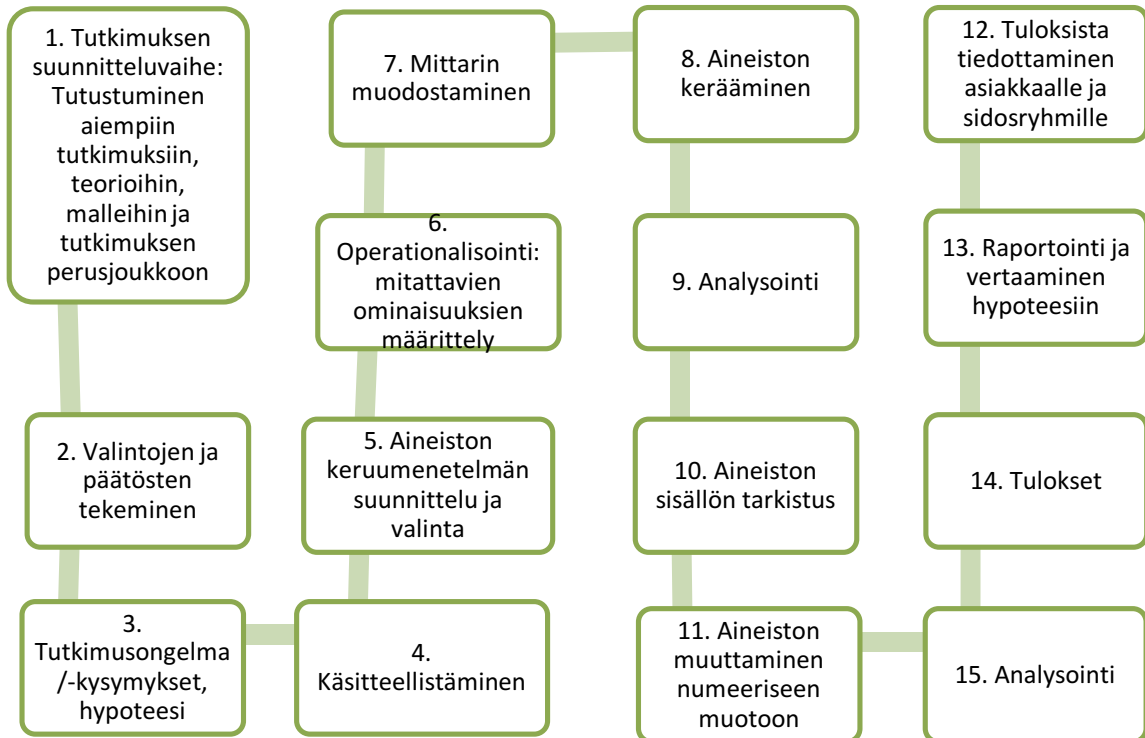 1. Tutkimuksen
suunnitteluvaihe:
Tutustuminen
aiempiin
tutkimuksiin,
teorioihin,
malleihin ja
tutkimuksen
perusjoukkoon
2. Valintojen ja
päätösten
tekeminen
3.
Tutkimusongelma
/-kysymykset,
hypoteesi
4.
Käsitteellistäminen
5. Aineiston
keruumenetelmän
suunnittelu ja
valinta
6.
Operationalisointi:
mitattavien
ominaisuuksien
määrittely
7. Mittarin
muodostaminen
8. Aineiston
kerääminen
9. Analysointi
10. Aineiston
sisällön tarkistus
11. Aineiston
muuttaminen
numeeriseen
muotoon
12. Tuloksista
tiedottaminen
asiakkaalle ja
sidosryhmille
13. Raportointi ja
vertaaminen
hypoteesiin
14. Tulokset
15. Analysointi